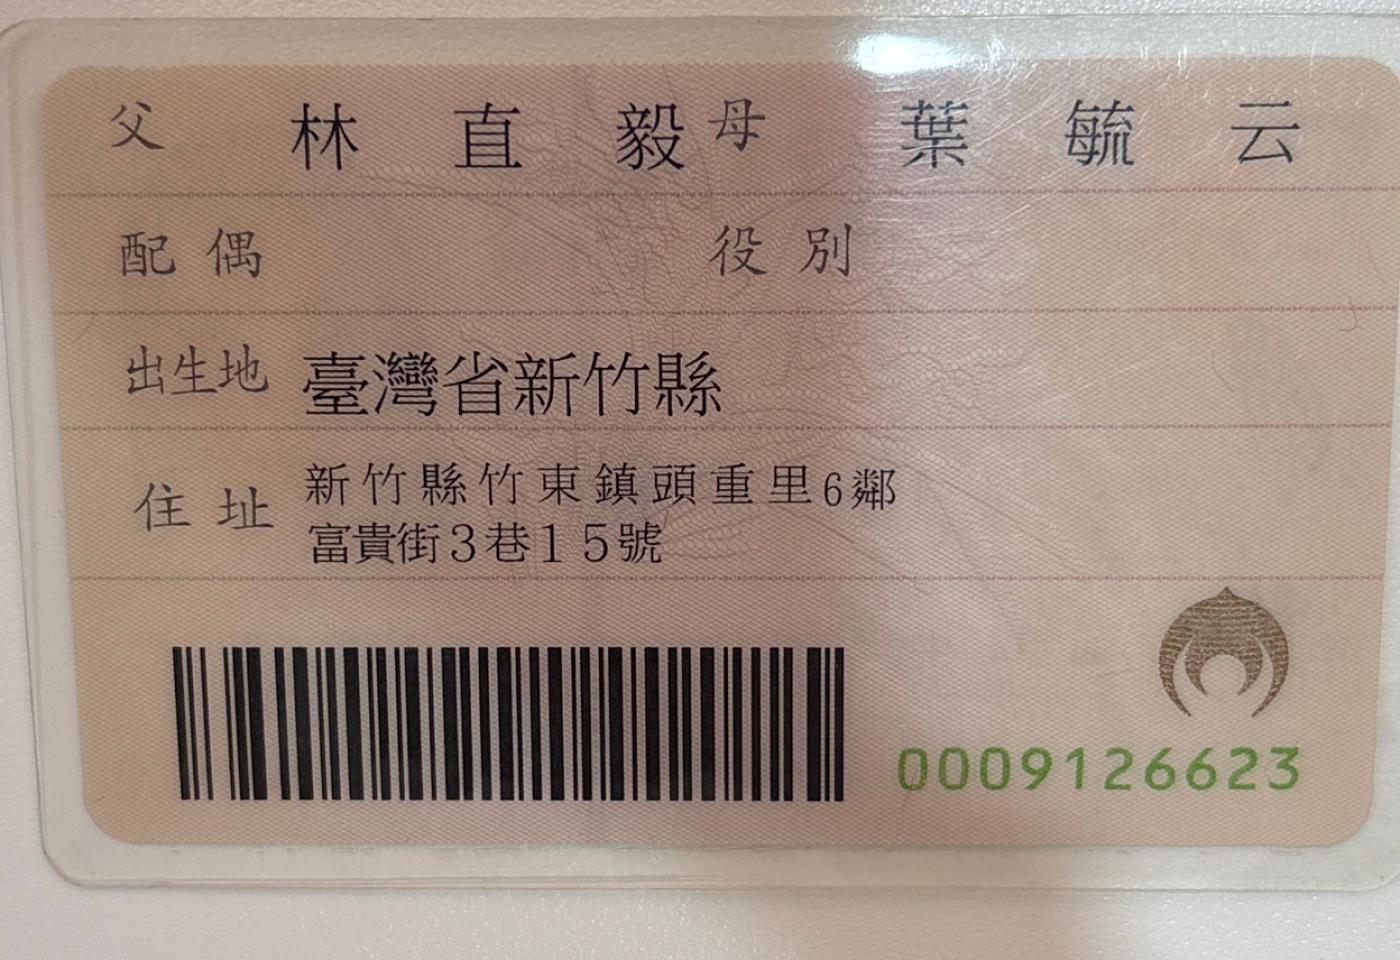 父 林直毅 母 葉毓云
配偶 役別
出生地 臺灣省新竹縣
住址 新竹縣竹東鎮頭重里6鄰
富貴街3巷15號
0009126623